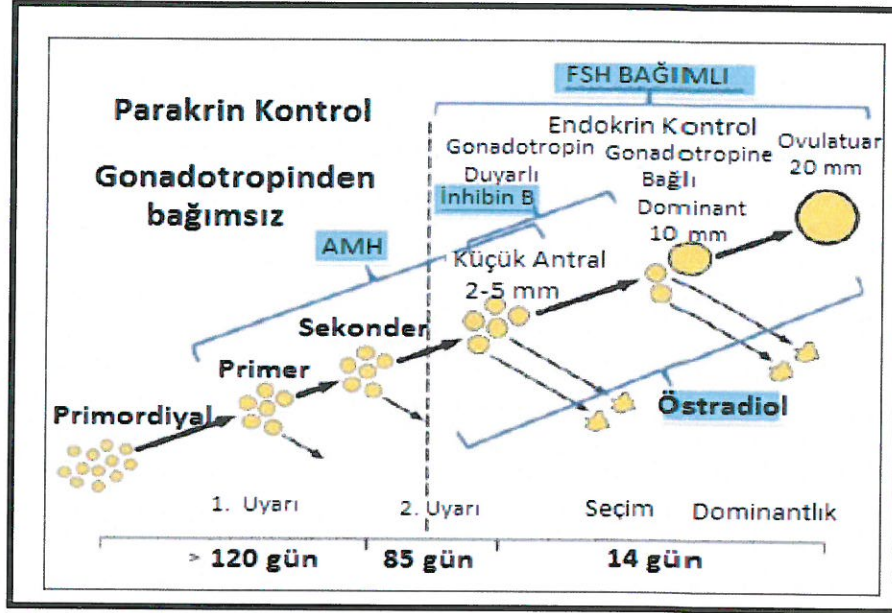 FSH BAĞIMLI
Parakrin Kontrol
Gonadotropinden
bağımsız
Endokrin Kontrol
Gonadotropin
Duyarlı
İnhibin B
Gonadotropine
Bağlı
Dominant
10 mm
Ovulatuar
20 mm
AMH
Küçük Antral
2-5 mm
Sekonder
Primer
Primordiyal
Östradiol
1. Uyarı
2. Uyarı
Seçim
Dominantlık
> 120 gün
85 gün
14 gün